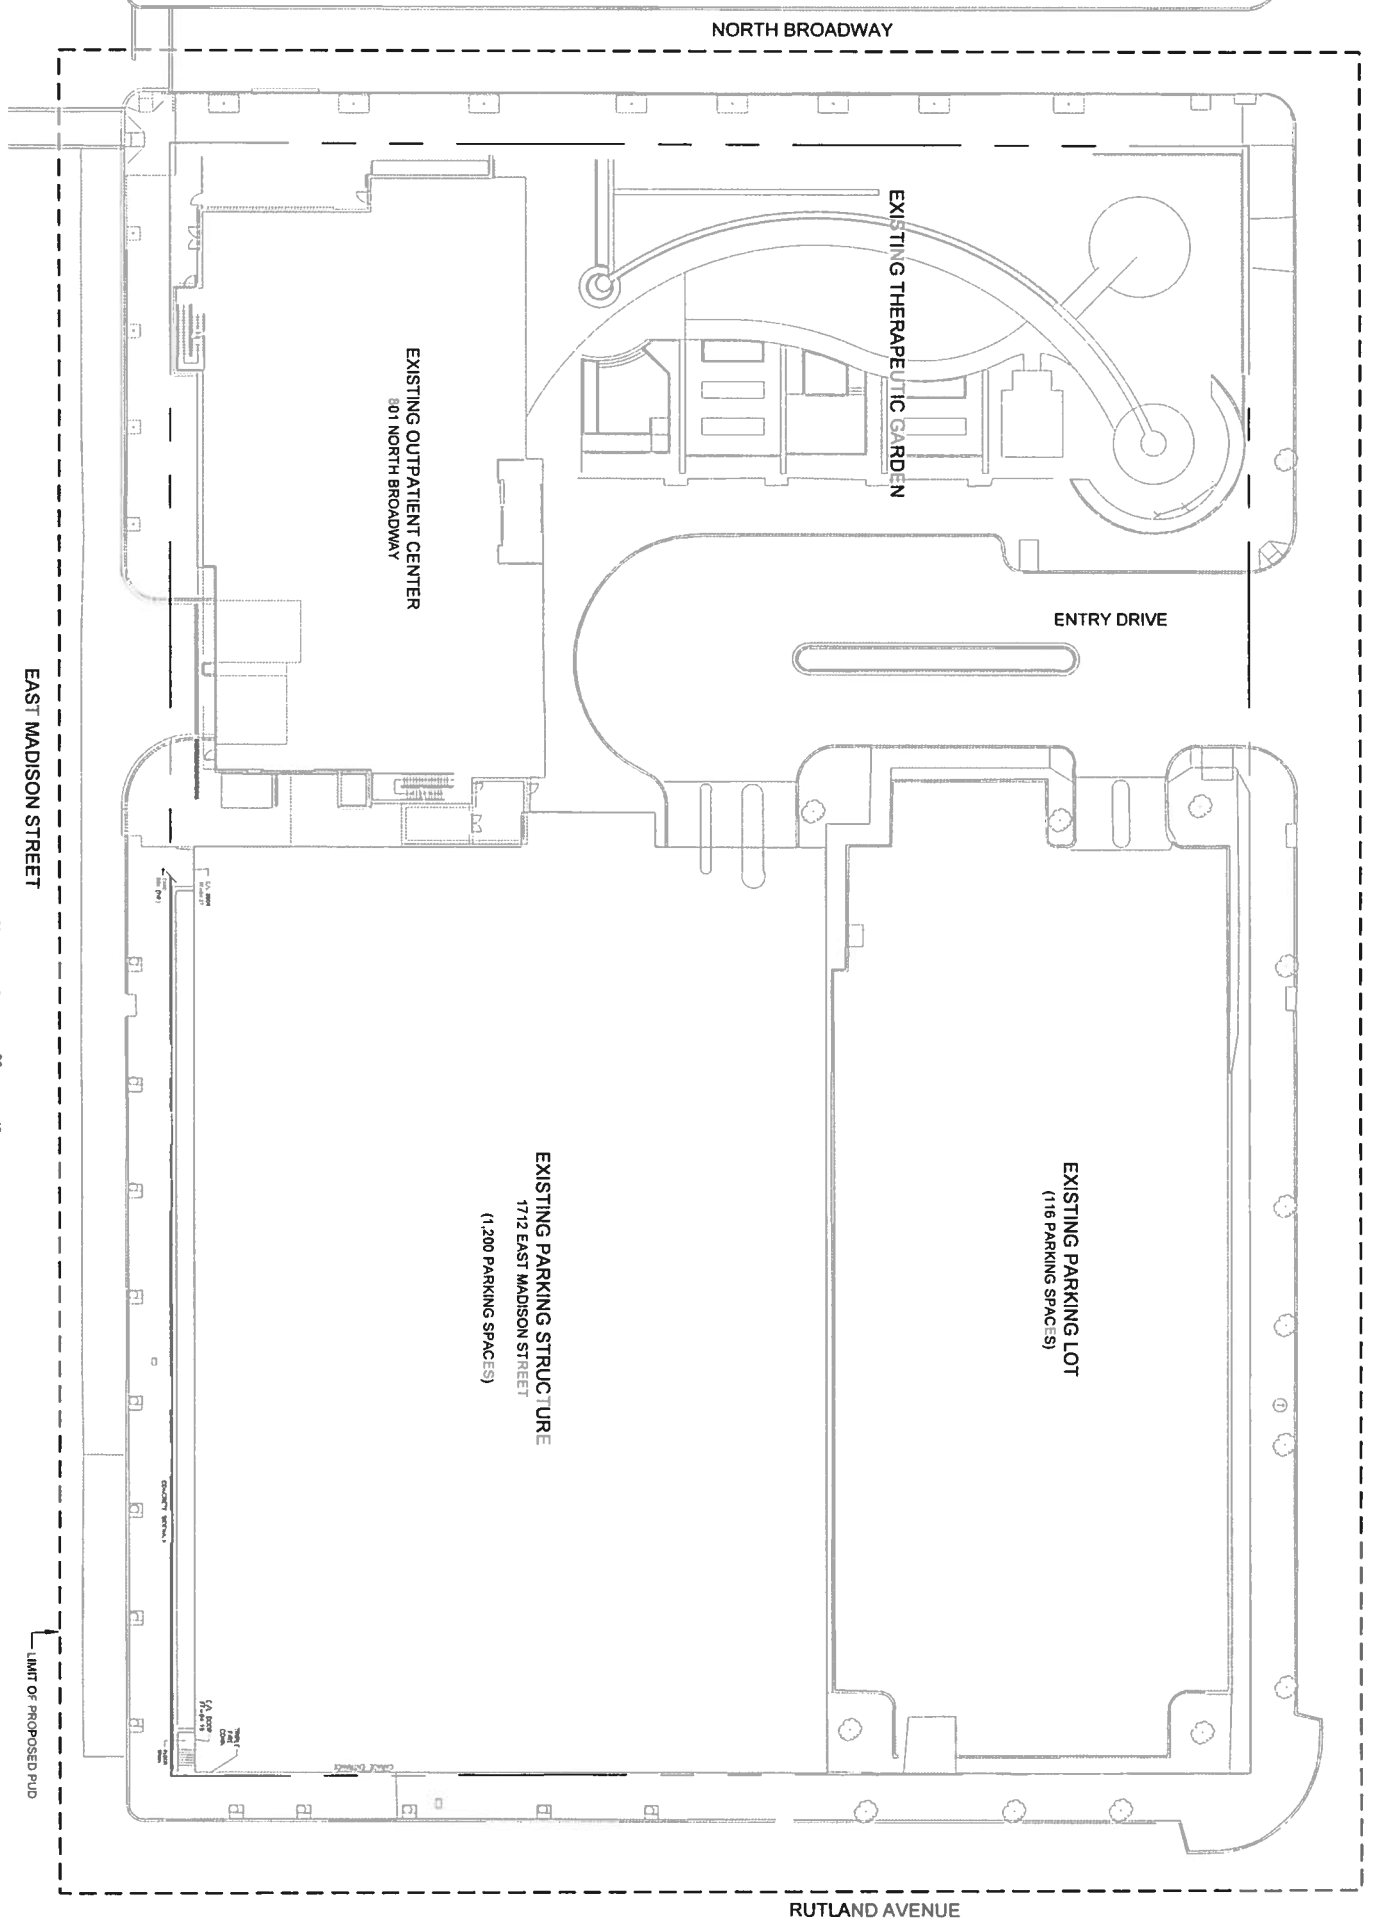 NORTH BROADWAY
EXISTING THERAPEUTIC GARDEN
EXISTING OUTPATIENT CENTER
801 NORTH BROADWAY
ENTRY DRIVE
EAST MADISON STREET
EXISTING PARKING STRUCTURE
1712 EAST MADISON STREET
(1,200 PARKING SPACES)
EXISTING PARKING LOT
(116 PARKING SPACES)
LIMIT OF PROPOSED PUD
RUTLAND AVENUE